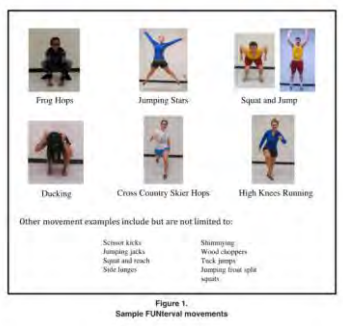 Frog Hops Jumping Stars Squat and Jump
Ducking Cross Country Skier Hops High Knees Running
Other movement examples include but are not limited to:
Scissor kicks Shimmying
Jumping jacks Wood choppers
Squat and reach Tuck jumps
Side lunges Jumping front split
squats
Figure 1.
Sample FUNterval movements